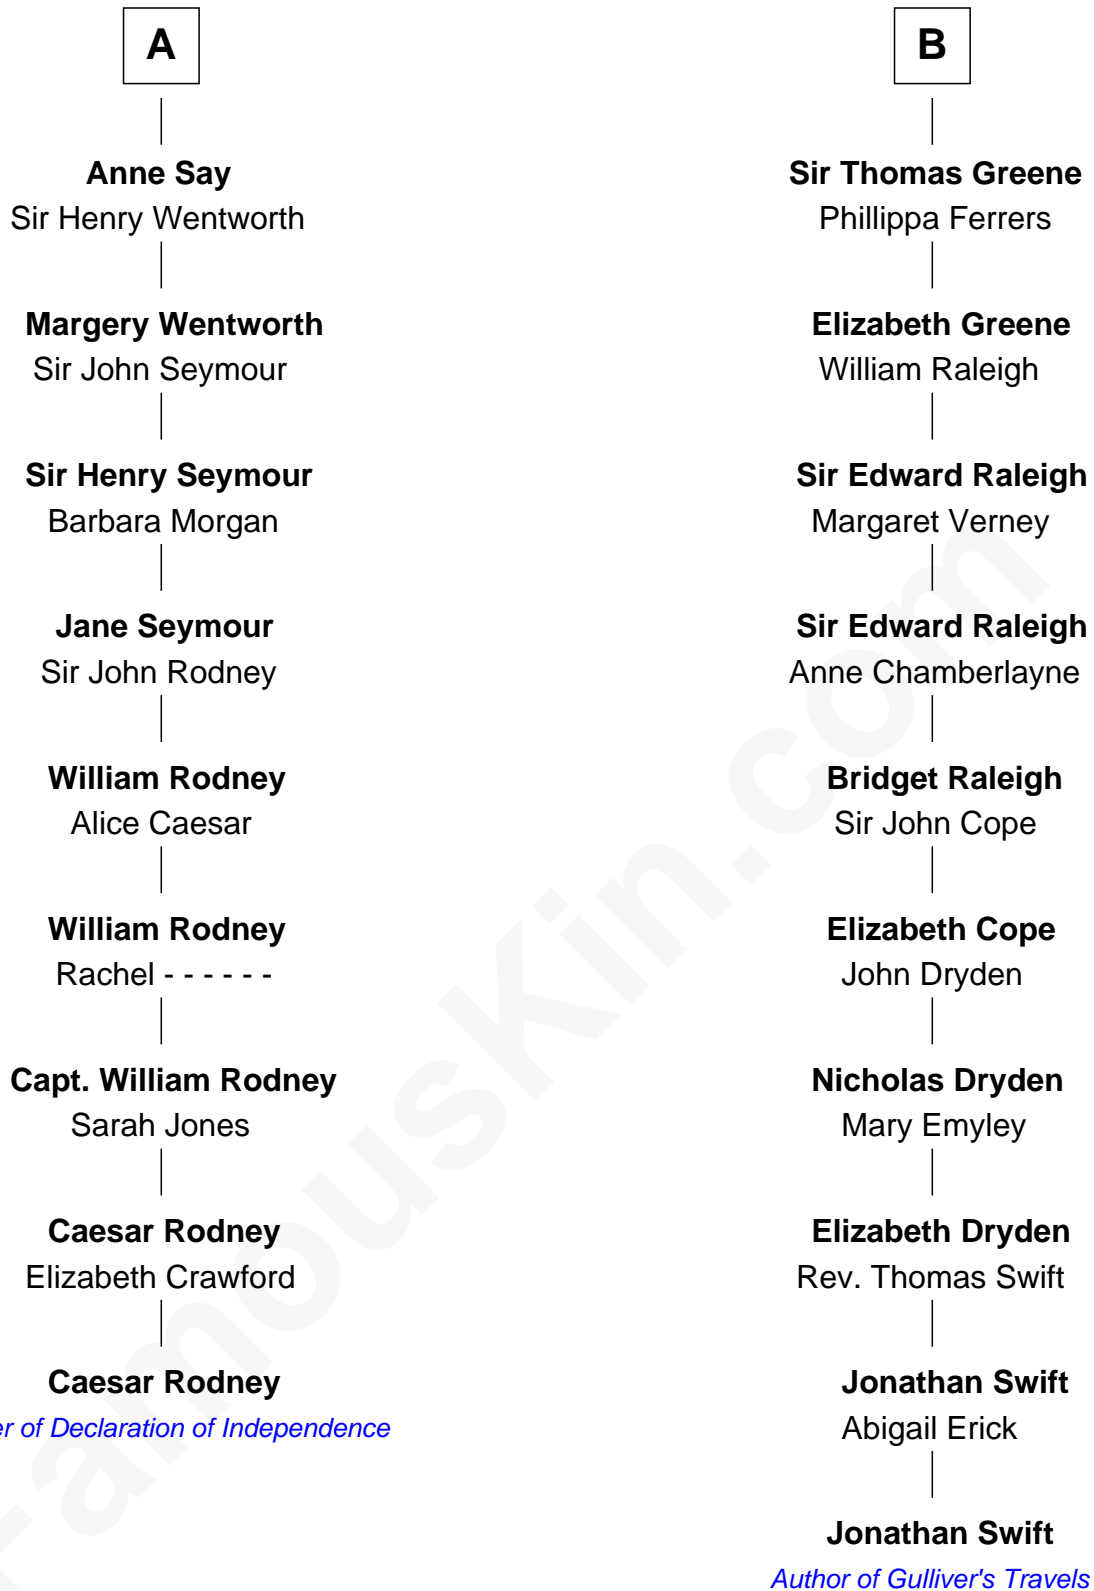 A
Anne Say
Sir Henry Wentworth
Margery Wentworth
Sir John Seymour
Sir Henry Seymour
Barbara Morgan
Jane Seymour
Sir John Rodney
William Rodney
Alice Caesar
William Rodney
Rachel - - - - - -
Capt. William Rodney
Sarah Jones
Caesar Rodney
Elizabeth Crawford
Caesar Rodney
er of Declaration of Independence
B
Sir Thomas Greene
Phillippa Ferrers
Elizabeth Greene
William Raleigh
Sir Edward Raleigh
Margaret Verney
Sir Edward Raleigh
Anne Chamberlayne
Bridget Raleigh
Sir John Cope
Elizabeth Cope
John Dryden
Nicholas Dryden
Mary Emyley
Elizabeth Dryden
Rev. Thomas Swift
Jonathan Swift
Abigail Erick
Jonathan Swift
Author of Gulliver's Travels
FamousKin.com